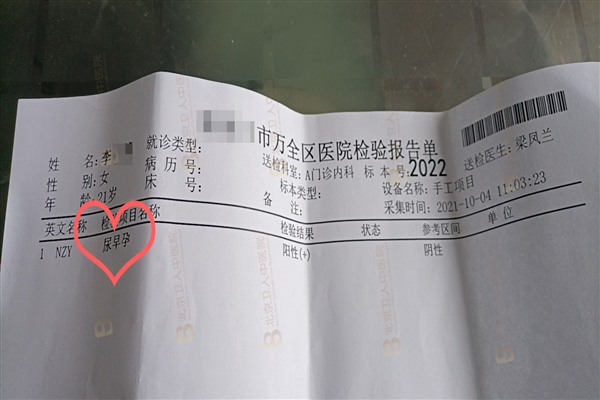 市万全区医院检验报告单
姓 名:李 就诊类型: 送检科室:A门诊内科 标 本 号:2022 送检医生:梁凤兰
性 别:女 病 历 号: 标本类型: 设备名称:手工项目
年 龄:21岁 床 号: 备 注: 采集时间:2021-10-04 11:03:23
英文名称 检验项目名称 检验结果 状态 参考区间 单位
1 NZY 尿早孕 阳性(+) 阴性